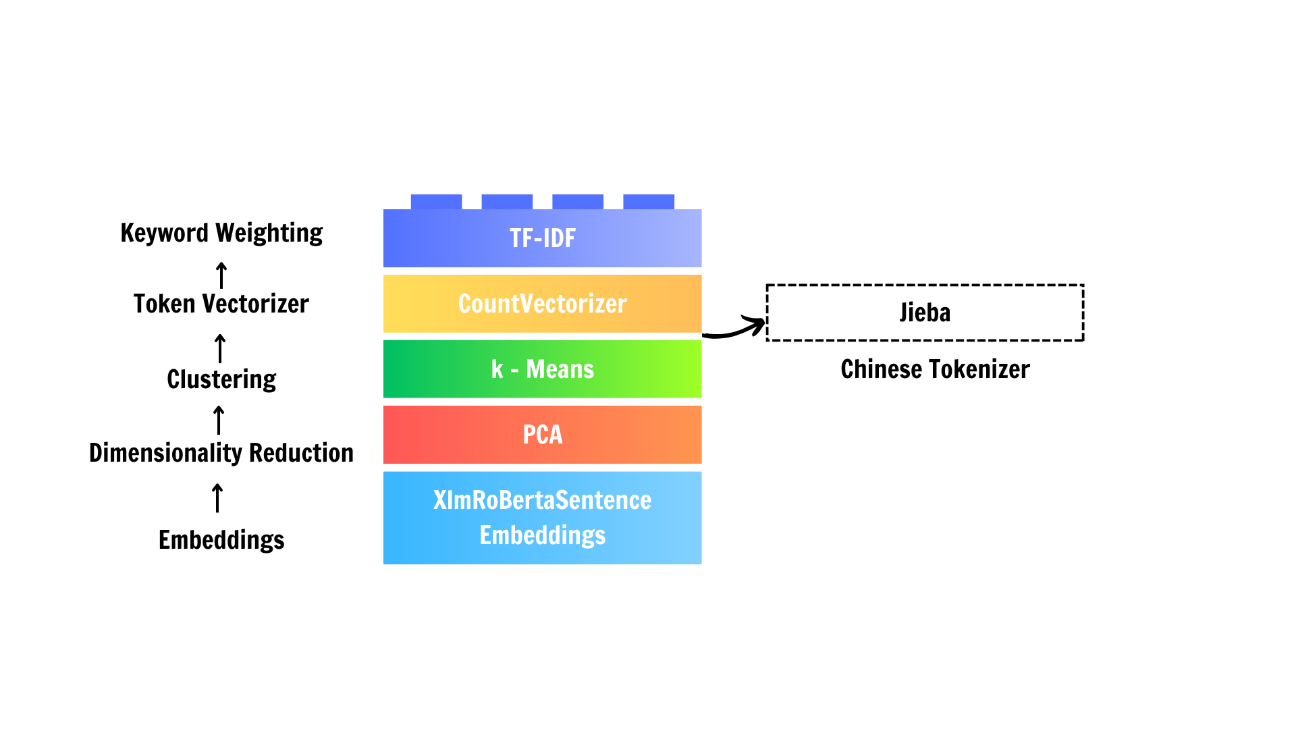 Keyword Weighting
Token Vectorizer
Clustering
Dimensionality Reduction
Embeddings
TF-IDF
CountVectorizer
k - Means
PCA
XlmRoBertaSentence
Embeddings
Jieba
Chinese Tokenizer